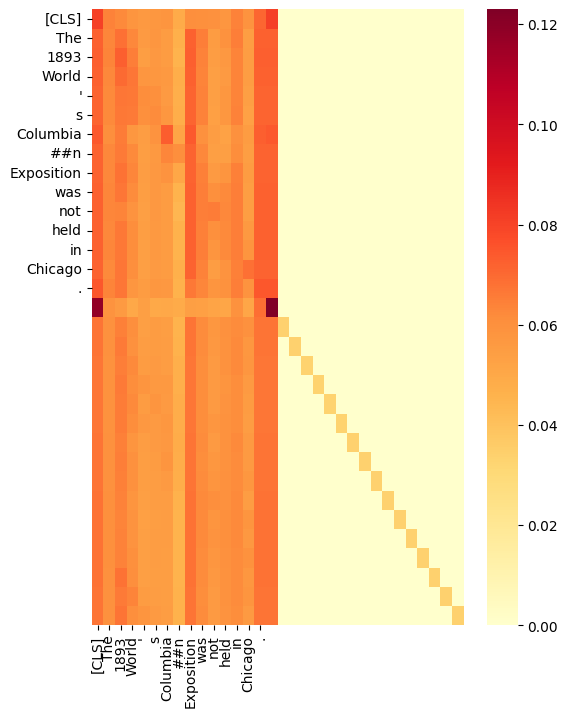 [CLS]
The
1893
World
'
s
Columbia
##n
Exposition
was
not
held
in
Chicago
.
0.12
0.10
0.08
0.06
0.04
0.02
0.00
[CLS]
The
1893
World
'
s
Columbia
##n
Exposition
was
not
held
in
Chicago
.